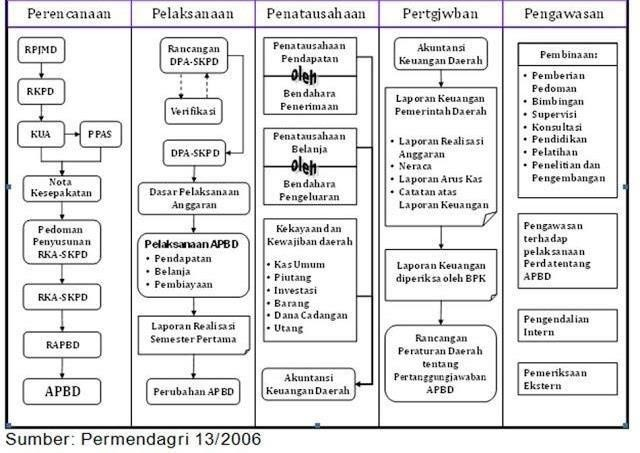 Perencanaan
RPJMD
RKPD
KUA
PPAS
Nota
Kesepakatan
Pedoman
Penyusunan
RKA-SKPD
RKA-SKPD
RAPBD
APBD
Pelaksanaan
Rancangan
DPA-SKPD
Verifikasi
DPA-SKPD
Dasar Pelaksanaan
Anggaran
Pelaksanaan APBD
• Pendapatan
• Belanja
• Pembiayaan
Laporan Realisasi
Semester Pertama
Perubahan APBD
Penatausahaan
Penatausahaan
Pendapatan
oleh
Bendahara
Penerimaan
Penatausahaan
Belanja
oleh
Bendahara
Pengeluaran
Kekayaan dan
Kewajiban daerah
• Kas Umum
• Piutang
• Investasi
• Barang
• Dana Cadangan
• Utang
Akuntansi
Keuangan Daerah
Pertgjwban
Akuntansi
Keuangan Daerah
Laporan Keuangan
Pemerintah Daerah
• Laporan Realisasi
Anggaran
• Neraca
• Laporan Arus Kas
• Catatan atas
Laporan Keuangan
Laporan Keuangan
diperiksa oleh BPK
Rancangan
Peraturan Daerah
tentang
Pertanggungjawaban
APBD
Pengawasan
Pembinaan:
• Pemberian
Pedoman
• Bimbingan
• Supervisi
• Konsultasi
• Pendidikan
• Pelatihan
• Penelitian dan
Pengembangan
Pengawasan
terhadap
pelaksanaan
Perda tentang
APBD
Pengendalian
Intern
Pemeriksaan
Ekstern
Sumber: Permendagri 13/2006